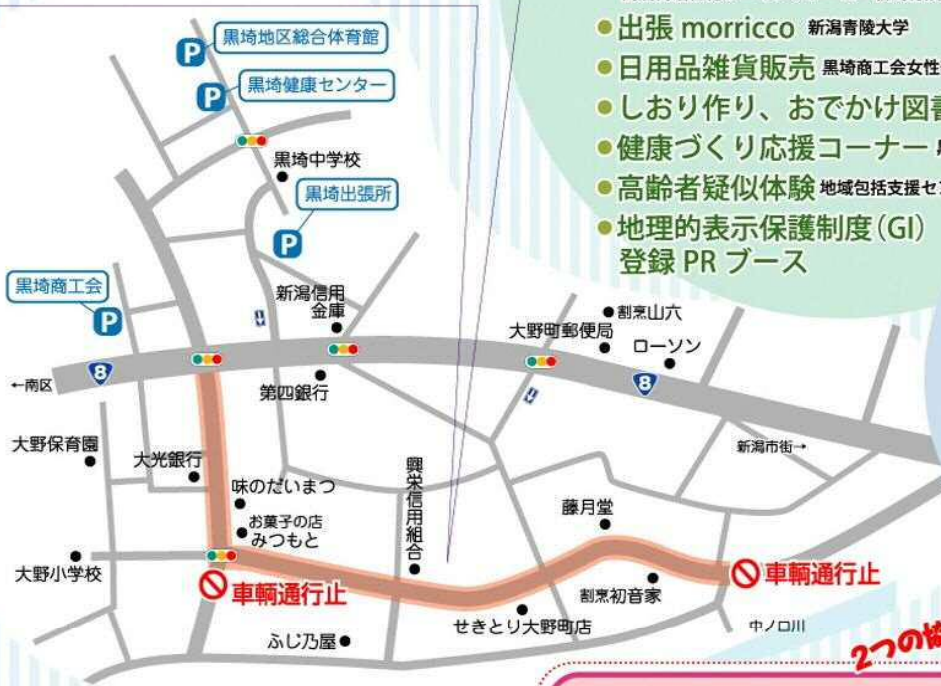 出張 morricco 新潟青陵大学
日用品雑貨販売 黒埼商工会女性
しおり作り、おでかけ図書
健康づくり応援コーナー
高齢者疑似体験 地域包括支援セン
地理的表示保護制度(GI)
登録 PR ブース
P 黒埼地区総合体育館
P 黒埼健康センター
黒埼中学校
黒埼出張所
P
黒埼商工会
P
新潟信用
金庫
割烹山六
大野町郵便局
ローソン
8
←南区
第四銀行
8
新潟市街→
大野保育園
大光銀行
味のだいまつ
お菓子の店
みつもと
興栄信用組合
藤月堂
大野小学校
車輌通行止
車輌通行止
割烹初音家
せきとり大野町店
中ノ口川
ふじ乃屋
2つの協